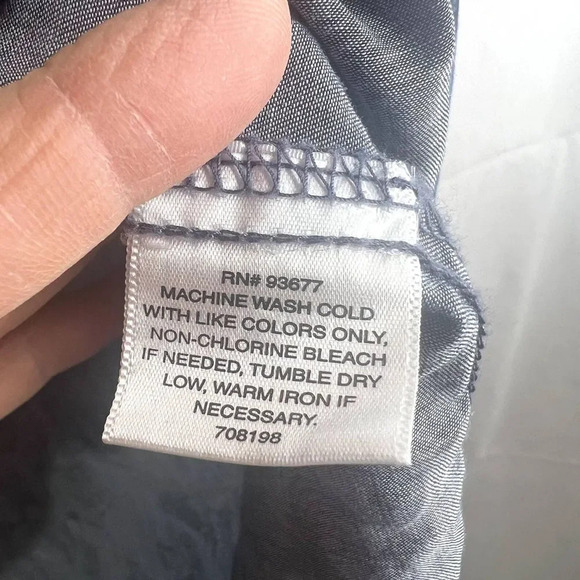 RN# 93677
MACHINE WASH COLD
WITH LIKE COLORS ONLY,
NON-CHLORINE BLEACH
IF NEEDED, TUMBLE DRY
LOW, WARM IRON IF
NECESSARY.
708198